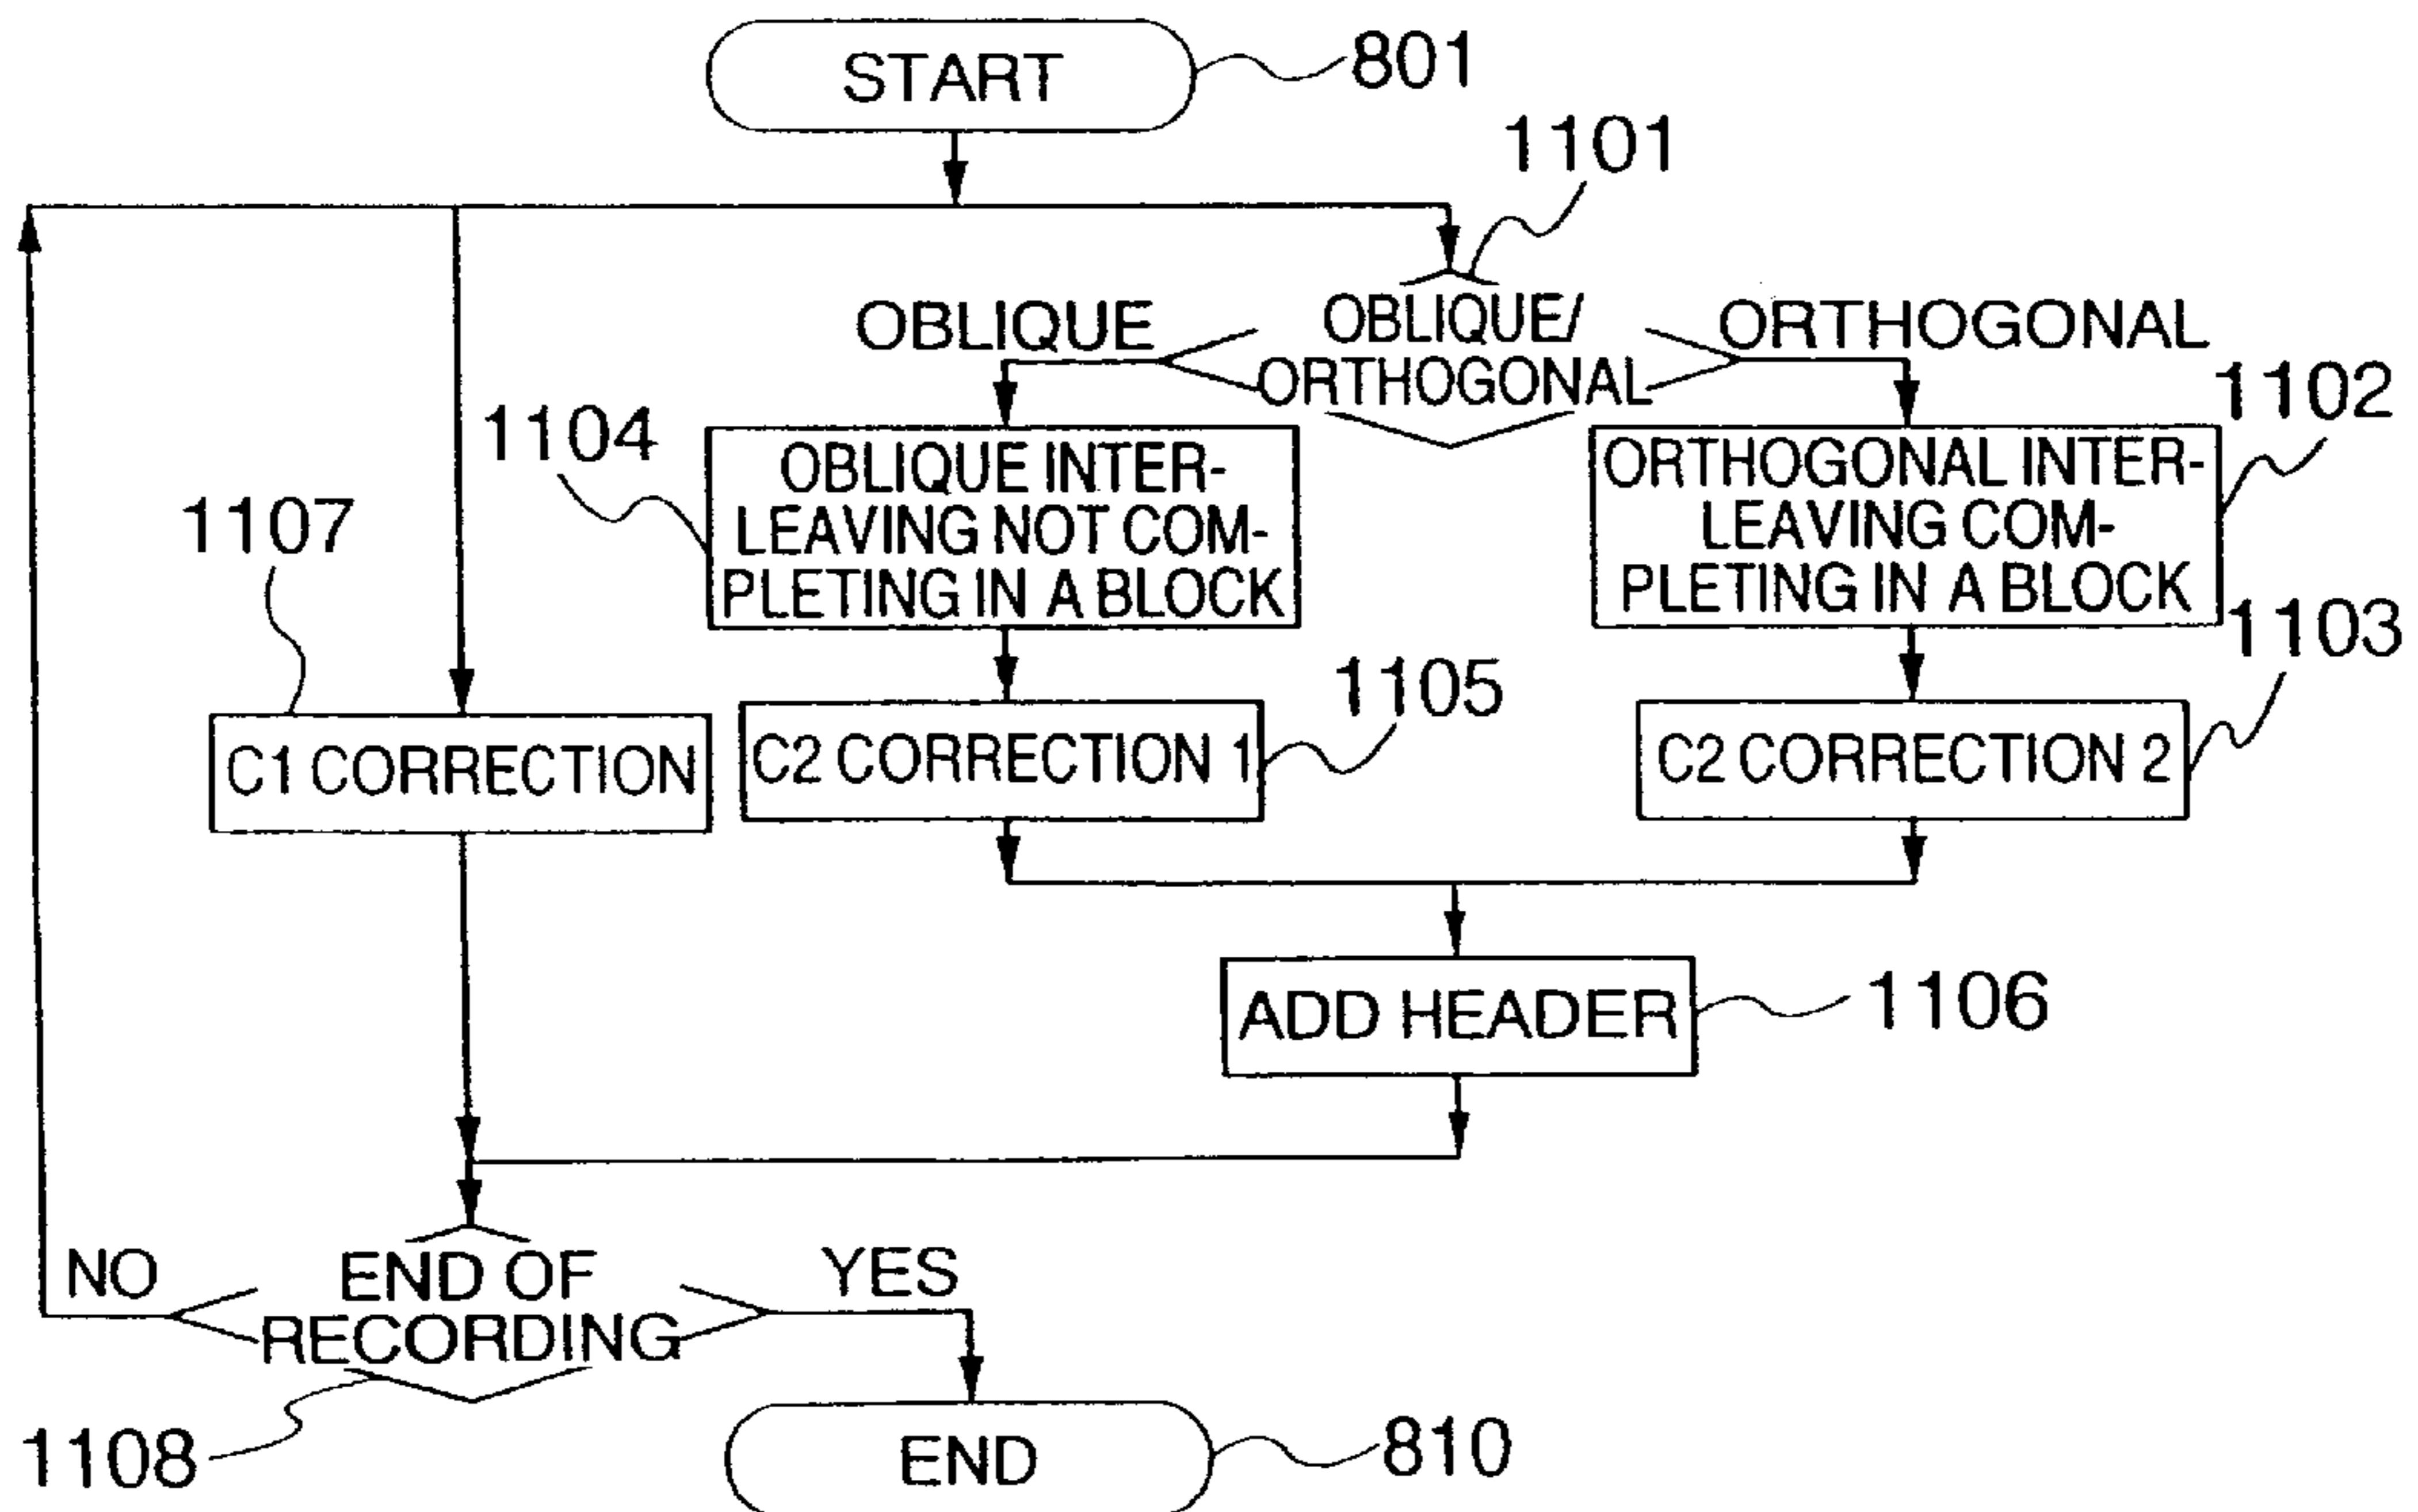 START
801
1101
OBLIQUE
OBLIQUE/
ORTHOGONAL
ORTHOGONAL
1102
1104
OBLIQUE INTER-
LEAVING NOT COM-
PLETING IN A BLOCK
ORTHOGONAL INTER-
LEAVING COM-
PLETING IN A BLOCK
1107
1103
1105
C1 CORRECTION
C2 CORRECTION 1
C2 CORRECTION 2
ADD HEADER
1106
NO
END OF
RECORDING
YES
1108
END
810